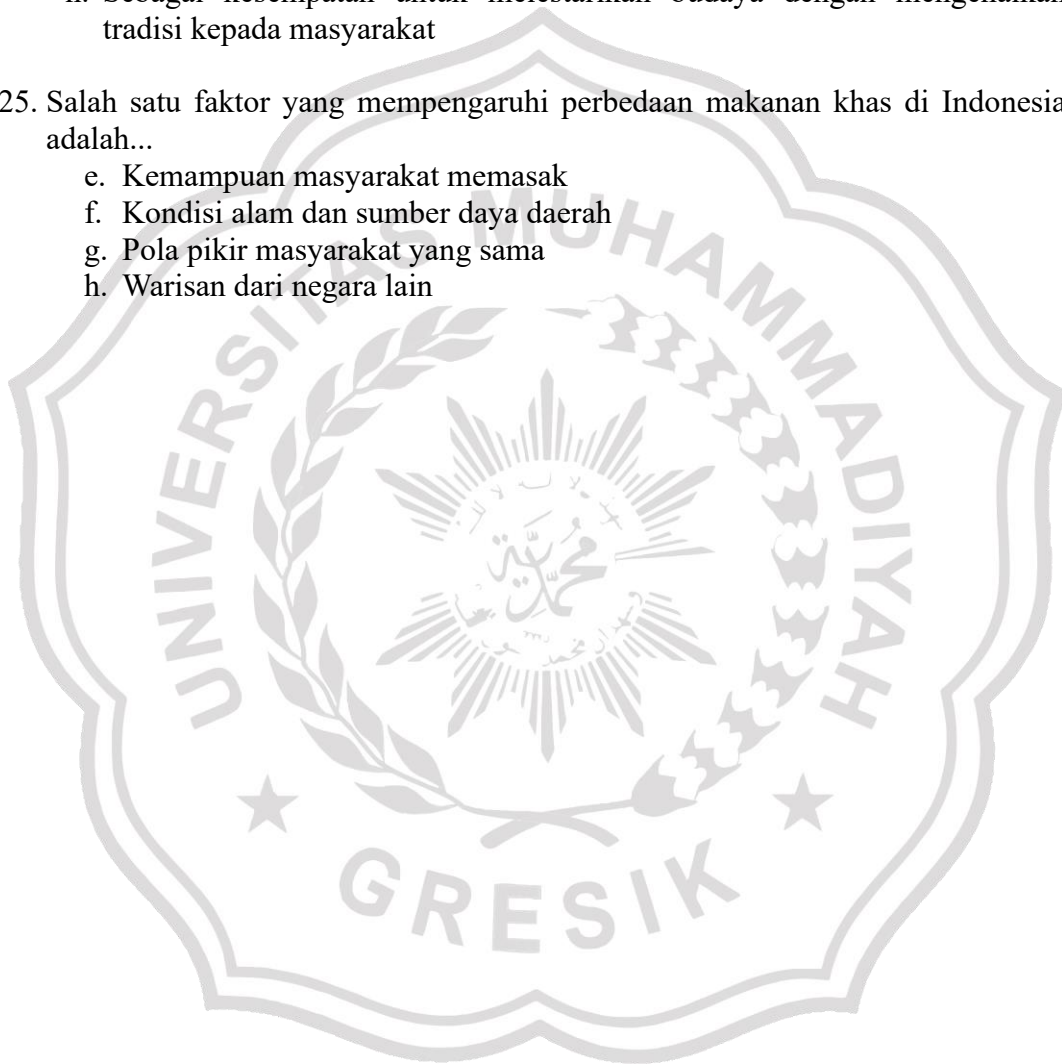 tradisi kepada masyarakat
25. Salah satu faktor yang mempengaruhi perbedaan makanan khas di Indonesia
adalah...
e. Kemampuan masyarakat memasak
f. Kondisi alam dan sumber daya daerah
g. Pola pikir masyarakat yang sama
h. Warisan dari negara lain
UNIVERSITAS MUHAMMADIYAH
GRESIK